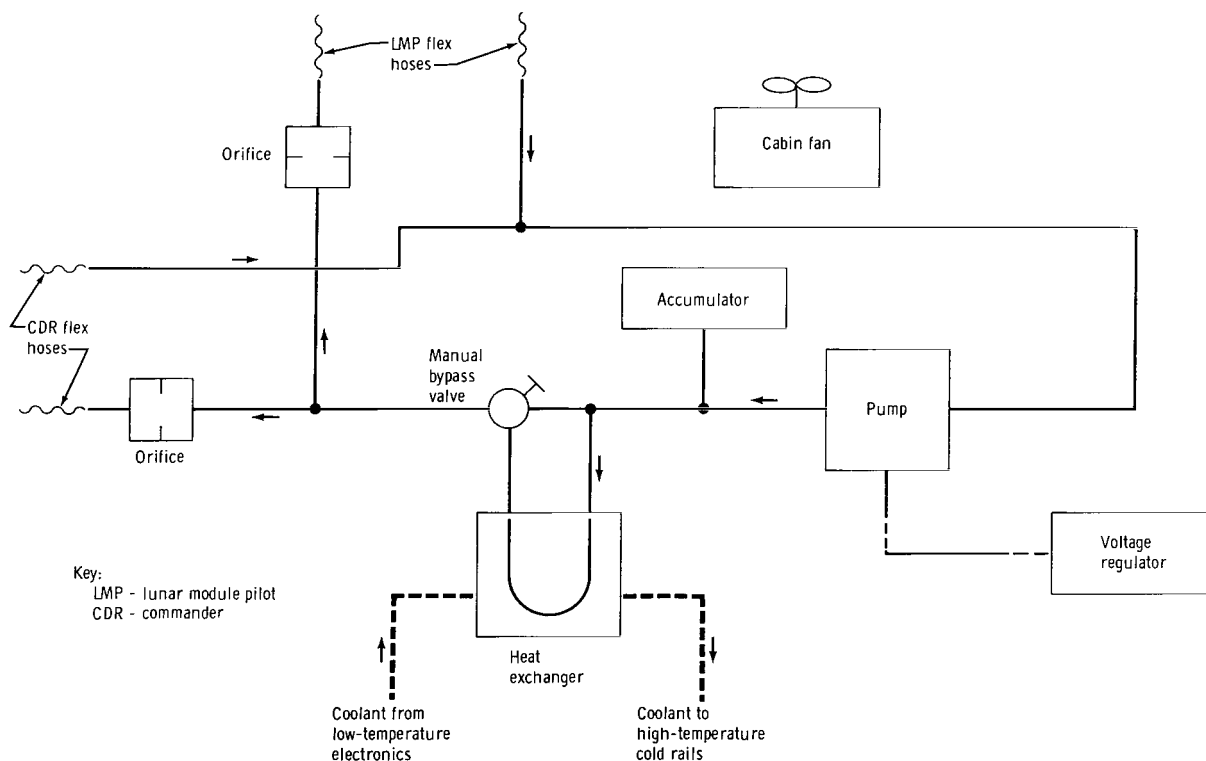 LMP flex
hoses
Orifice
Cabin fan
CDR flex
hoses
Accumulator
Manual
bypass
valve
Pump
Orifice
Voltage
regulator
Key:
LMP - lunar module pilot
CDR - commander
Heat
exchanger
Coolant from
low-temperature
electronics
Coolant to
high-temperature
cold rails